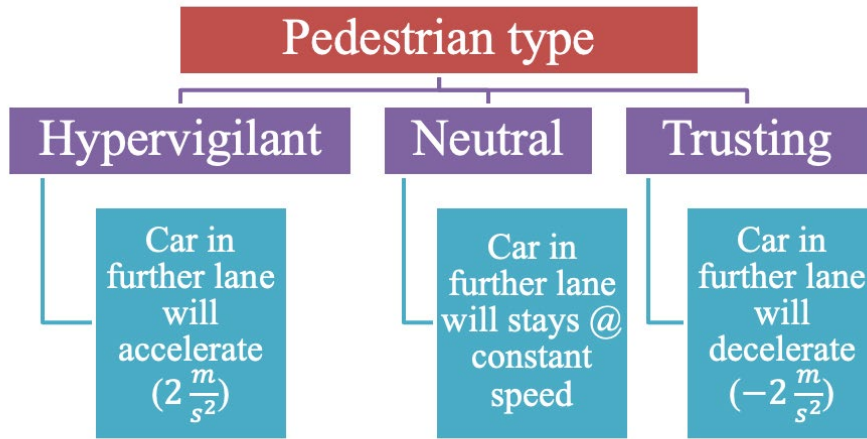 Pedestrian type
Hypervigilant
Neutral
Trusting
Car in
further lane
will
accelerate
(2 m/s²)
Car in
further lane
will stays @
constant
speed
Car in
further lane
will
decelerate
(−2 m/s²)